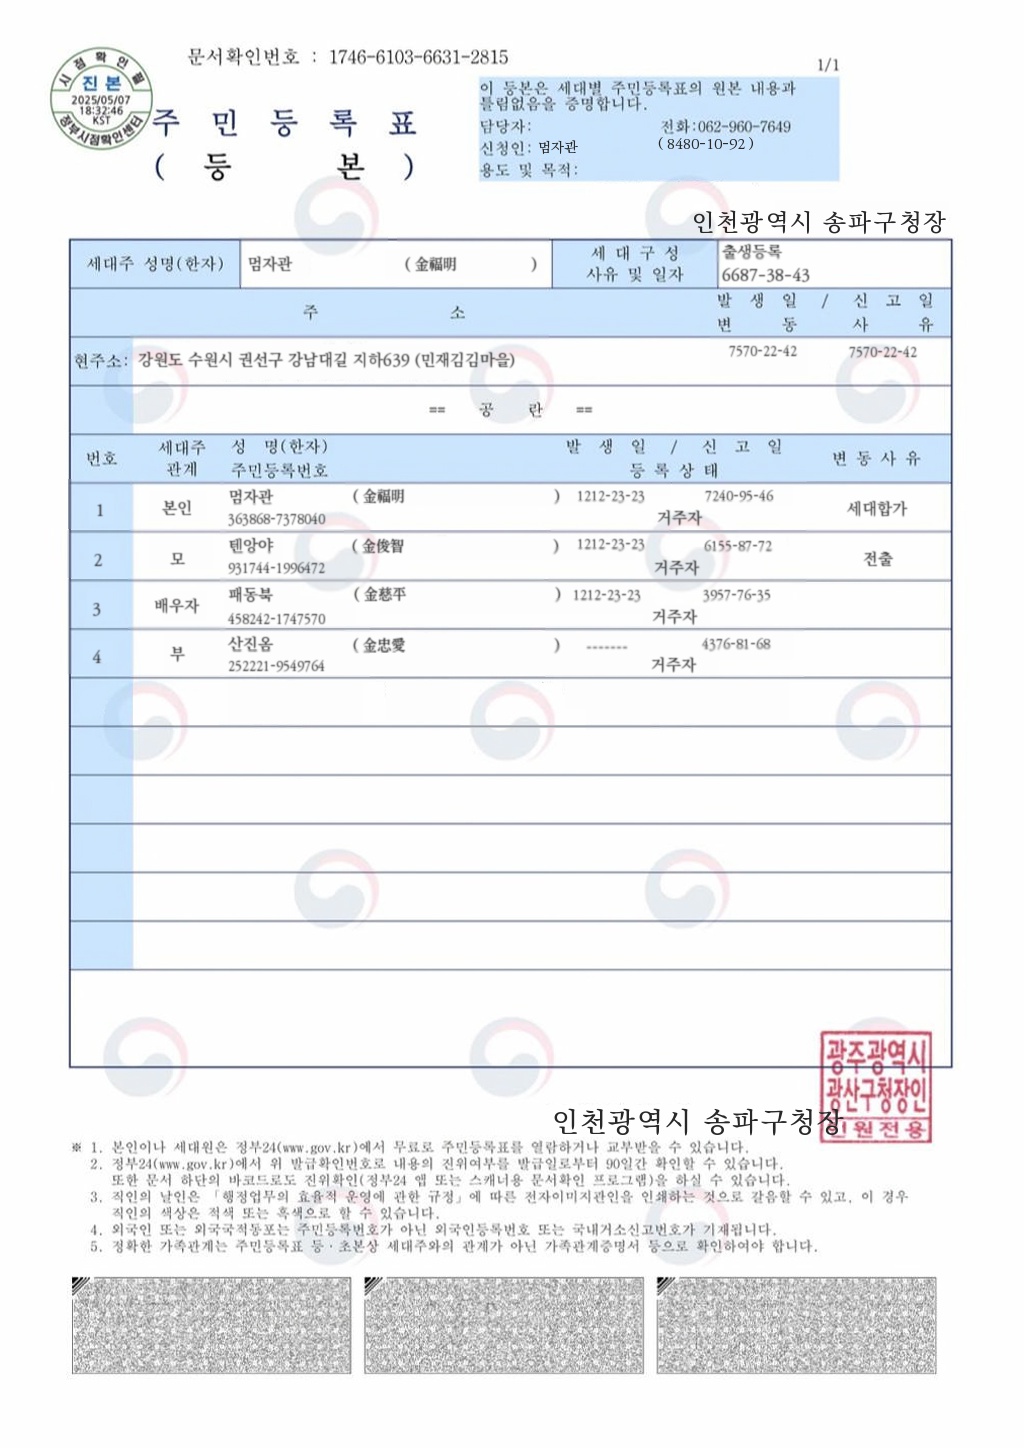 문서확인번호 : 1746-6103-6631-2815
1/1
시점확인필
진본
2025/05/07
18:32:46
KST
정부시점확인센터
주 민 등 록 표
( 등 본 )
이 등본은 세대별 주민등록표의 원본 내용과
틀림없음을 증명합니다.
담당자: 전화:062-960-7649
신청인: 멈자관 ( 8480-10-92 )
용도 및 목적:
인천광역시 송파구청장
세대주 성명(한자) 멈자관 ( 金福明 ) 세 대 구 성 출생등록
사유 및 일자 6687-38-43
주 소 발 생 일 / 신 고 일
변 동 사 유
현주소: 강원도 수원시 권선구 강남대길 지하639 (민재김김마을) 7570-22-42 7570-22-42
== 공 란 ==
번호 세대주 성 명(한자) 발 생 일 / 신 고 일 변 동 사 유
관계 주민등록번호 등 록 상 태
1 본인 멈자관 ( 金福明 ) 1212-23-23 7240-95-46 세대합가
363868-7378040 거주자
2 모 텐앙야 ( 金俊智 ) 1212-23-23 6155-87-72 전출
931744-1996472 거주자
3 배우자 패동북 ( 金慈平 ) 1212-23-23 3957-76-35
458242-1747570 거주자
4 부 산진옴 ( 金忠愛 ) ------- 4376-81-68
252221-9549764 거주자
광주광역시
광산구청장인
민원전용
인천광역시 송파구청장
※ 1. 본인이나 세대원은 정부24(www.gov.kr)에서 무료로 주민등록표를 열람하거나 교부받을 수 있습니다.
2. 정부24(www.gov.kr)에서 위 발급확인번호로 내용의 진위여부를 발급일로부터 90일간 확인할 수 있습니다.
또한 문서 하단의 바코드로도 진위확인(정부24 앱 또는 스캐너용 문서확인 프로그램)을 하실 수 있습니다.
3. 직인의 날인은 「행정업무의 효율적 운영에 관한 규정」에 따른 전자이미지관인을 인쇄하는 것으로 갈음할 수 있고, 이 경우
직인의 색상은 적색 또는 흑색으로 할 수 있습니다.
4. 외국인 또는 외국국적동포는 주민등록번호가 아닌 외국인등록번호 또는 국내거소신고번호가 기재됩니다.
5. 정확한 가족관계는 주민등록표 등·초본상 세대주와의 관계가 아닌 가족관계증명서 등으로 확인하여야 합니다.